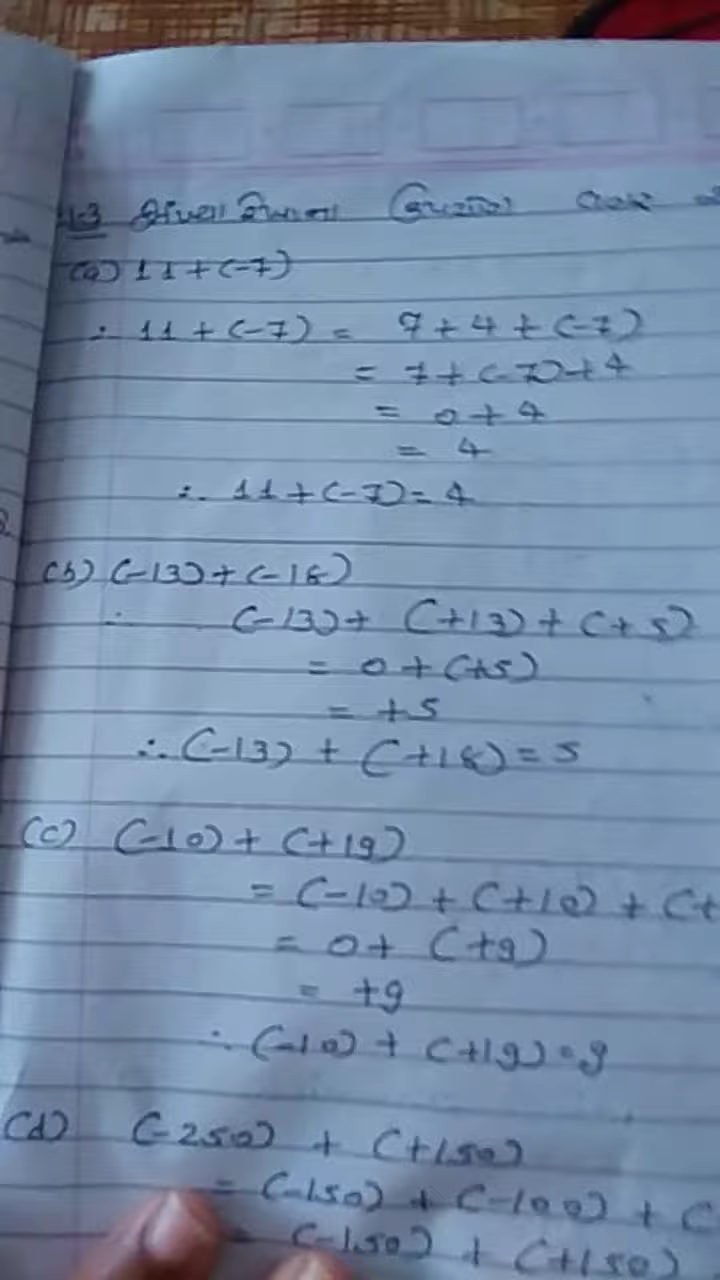 (a) 11+(-7)
∴ 11+(-7) = 7+4+(-7)
= 7+(-7)+4
= 0+4
= 4
∴ 11+(-7)=4
(b) (-13)+(-18)
∴ (-13)+ (+13)+(+5)
= 0+(+5)
= +5
∴ (-13) + (+18)=5
(c) (-10)+ (+19)
= (-10)+(+10) + (+
= 0+ (+9)
= +9
∴ (-10) + (+19)=9
(d) (-250) + (+150)
= (-150)+(-100) + (
= (-150) + (+150)